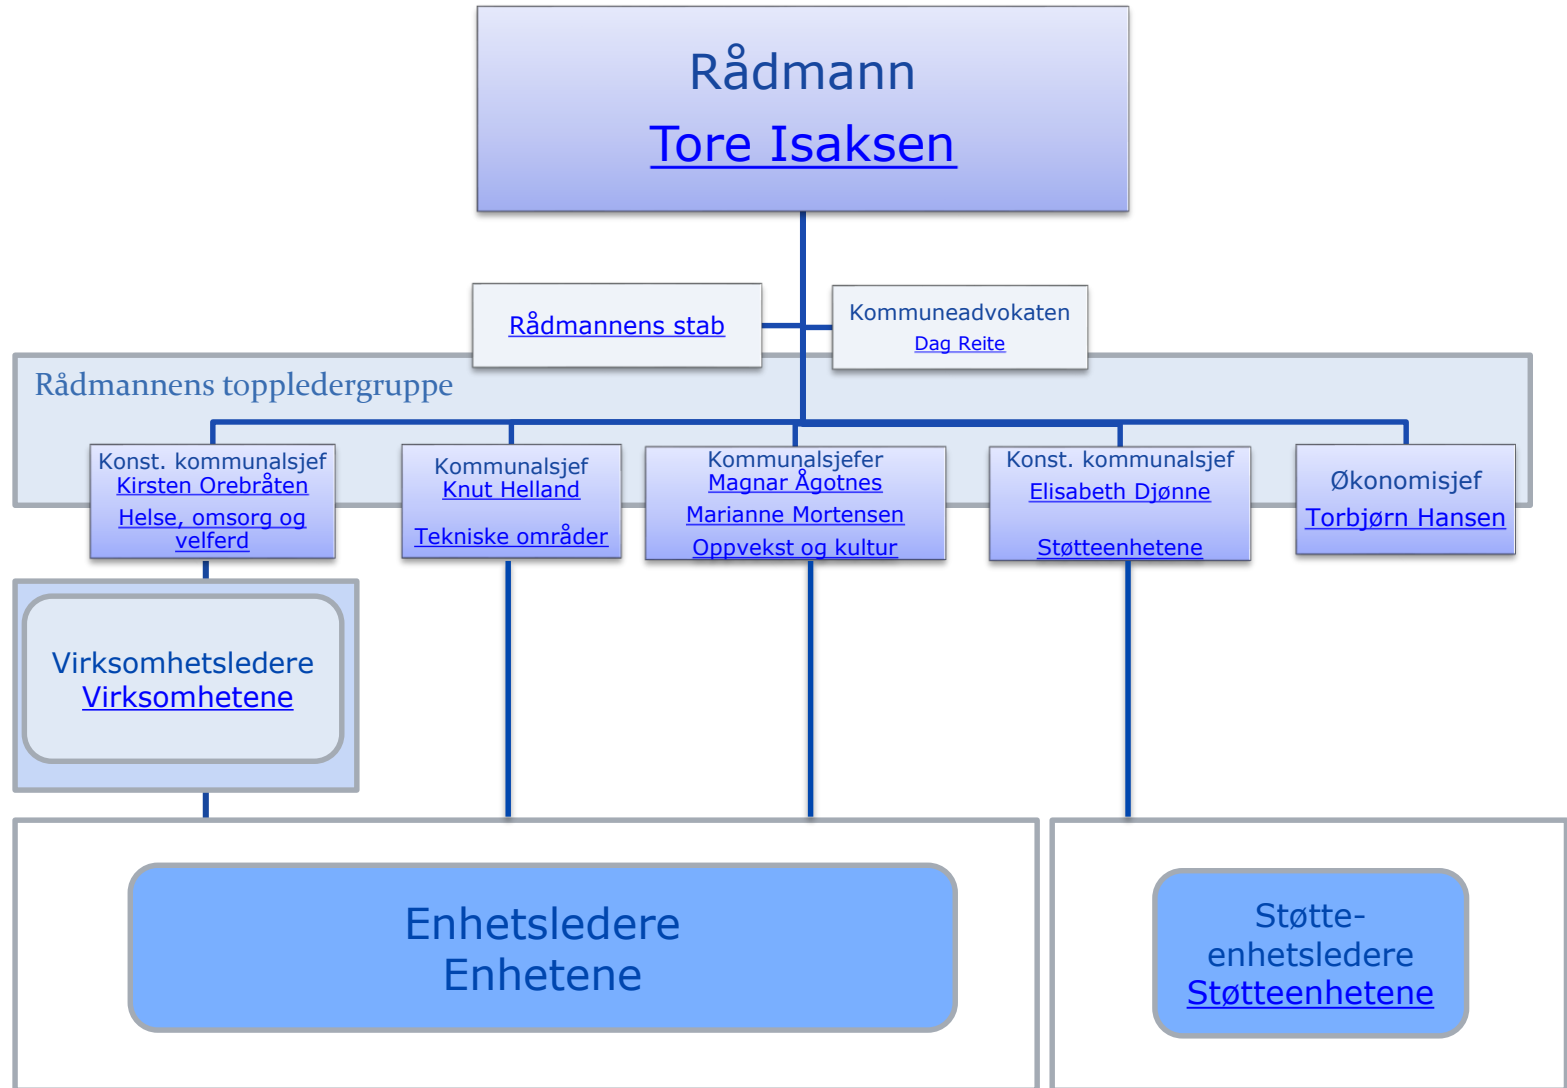 Rådmann
Tore Isaksen
Rådmannens stab
Kommuneadvokaten
Dag Reite
Rådmannens toppledergruppe
Konst. kommunalsjef
Kirsten Orebråten
Helse, omsorg og
velferd
Kommunalsjef
Knut Helland
Tekniske områder
Kommunalsjefer
Magnar Ågotnes
Marianne Mortensen
Oppvekst og kultur
Konst. kommunalsjef
Elisabeth Djønne
Støtteenhetene
Økonomisjef
Torbjørn Hansen
Virksomhetsledere
Virksomhetene
Enhetsledere
Enhetene
Støtte-
enhetsledere
Støtteenhetene